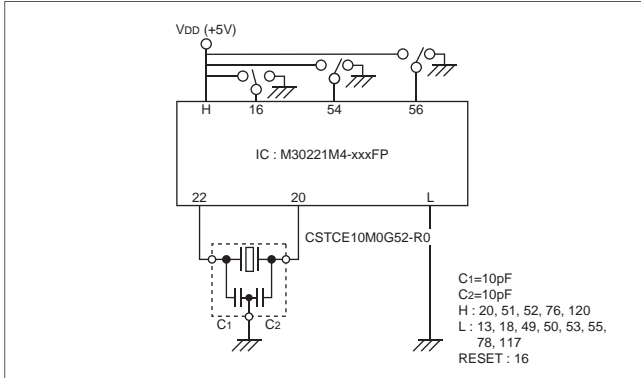 VDD (+5V)
H 16 54 56
IC : M30221M4-xxxFP
22 20 L
CSTCE10M0G52-R0
C1 C2
C1=10pF
C2=10pF
H : 20, 51, 52, 76, 120
L : 13, 18, 49, 50, 53, 55,
78, 117
RESET : 16